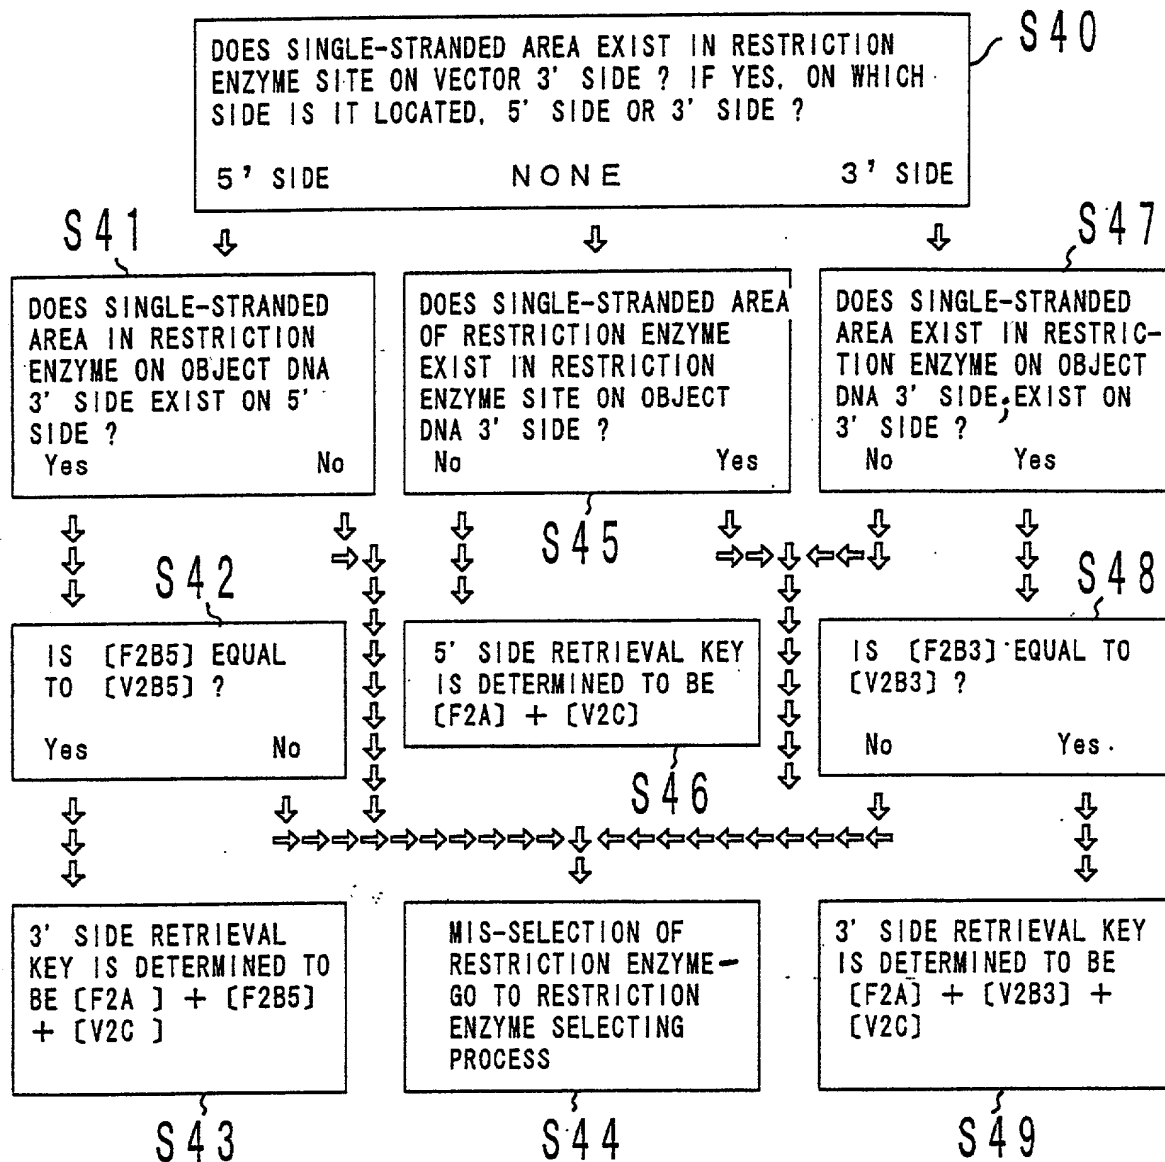 S40
DOES SINGLE-STRANDED AREA EXIST IN RESTRICTION
ENZYME SITE ON VECTOR 3' SIDE ? IF YES, ON WHICH
SIDE IS IT LOCATED, 5' SIDE OR 3' SIDE ?
5' SIDE NONE 3' SIDE
S41
DOES SINGLE-STRANDED
AREA IN RESTRICTION
ENZYME ON OBJECT DNA
3' SIDE EXIST ON 5'
SIDE ?
Yes No
DOES SINGLE-STRANDED AREA
OF RESTRICTION ENZYME
EXIST IN RESTRICTION
ENZYME SITE ON OBJECT
DNA 3' SIDE ?
No Yes
S45
S47
DOES SINGLE-STRANDED
AREA EXIST IN RESTRIC-
TION ENZYME ON OBJECT
DNA 3' SIDE, EXIST ON
3' SIDE ?
No Yes
S42
IS [F2B5] EQUAL
TO [V2B5] ?
Yes No
5' SIDE RETRIEVAL KEY
IS DETERMINED TO BE
[F2A] + [V2C]
S46
S48
IS [F2B3] EQUAL TO
[V2B3] ?
No Yes.
3' SIDE RETRIEVAL
KEY IS DETERMINED TO
BE [F2A ] + [F2B5]
+ [V2C ]
S43
MIS-SELECTION OF
RESTRICTION ENZYME—
GO TO RESTRICTION
ENZYME SELECTING
PROCESS
S44
3' SIDE RETRIEVAL KEY
IS DETERMINED TO BE
[F2A] + [V2B3] +
[V2C]
S49